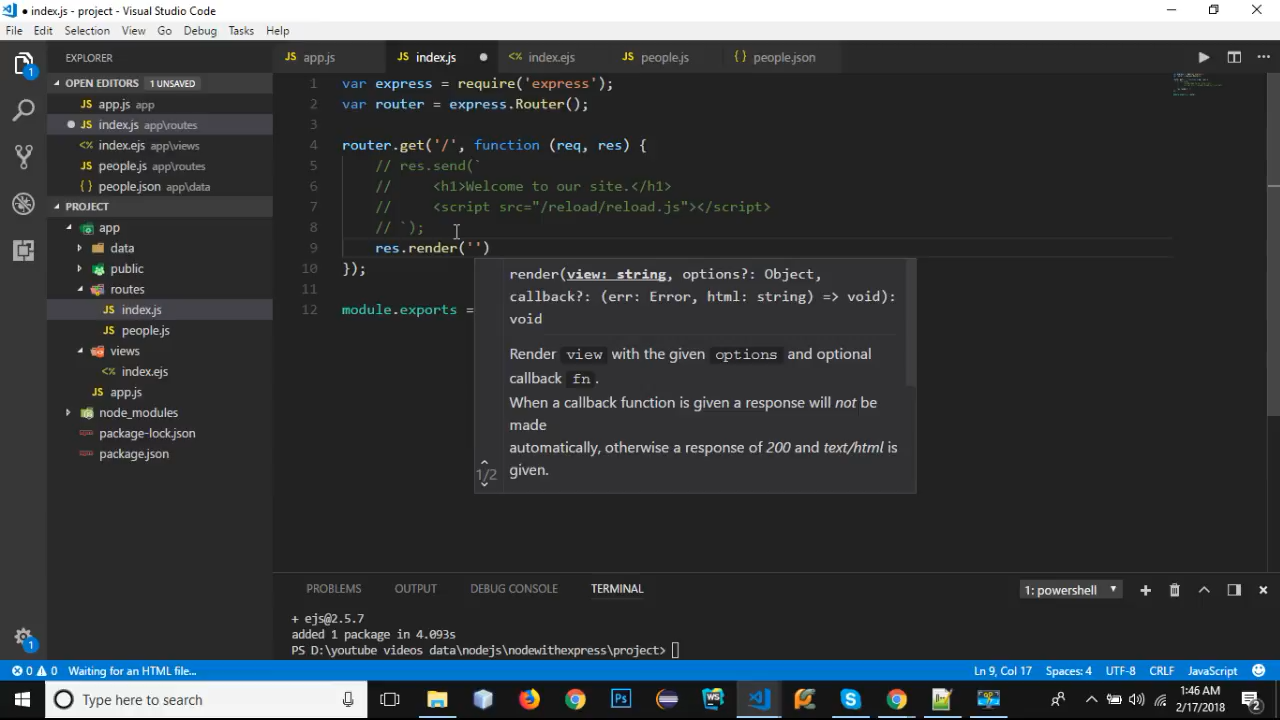 index.js - project - Visual Studio Code
File Edit Selection View Go Debug Tasks Help
EXPLORER
OPEN EDITORS 1 UNSAVED
app.js app
index.js app\routes
index.ejs app\views
people.js app\routes
people.json app\data
PROJECT
app
data
public
routes
index.js
people.js
views
index.ejs
app.js
node_modules
package-lock.json
package.json
app.js index.js index.ejs people.js people.json
1 var express = require('express');
2 var router = express.Router();
3
4 router.get('/', function (req, res) {
5 // res.send(`
6 // <h1>Welcome to our site.</h1>
7 // <script src="/reload/reload.js"></script>
8 // `);
9 res.render('')
10 });
11
12 module.exports =
render(view: string, options?: Object,
callback?: (err: Error, html: string) => void):
void
Render view with the given options and optional
callback fn.
When a callback function is given a response will not be
made
automatically, otherwise a response of 200 and text/html is
given.
1/2
PROBLEMS OUTPUT DEBUG CONSOLE TERMINAL 1: powershell
+ ejs@2.5.7
added 1 package in 4.093s
PS D:\youtube videos data\nodejs\nodewithexpress\project>
0 0 Waiting for an HTML file... Ln 9, Col 17 Spaces: 4 UTF-8 CRLF JavaScript
Type here to search
1:46 AM
2/17/2018